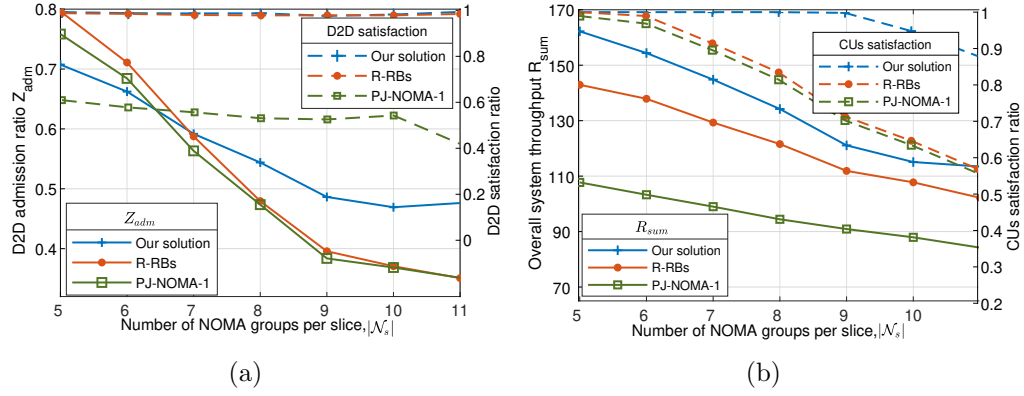 0.8
0.7
0.6
0.5
0.4
D2D admission ratio Z_adm
5
6
7
8
9
10
11
Number of NOMA groups per slice,|𝒩_s|
1
0.8
0.6
0.4
0.2
0
D2D satisfaction ratio
D2D satisfaction
Our solution
R-RBs
PJ-NOMA-1
Z_adm
Our solution
R-RBs
PJ-NOMA-1
(a)
170
150
130
110
90
70
Overall system throughput R_sum
5
6
7
8
9
10
Number of NOMA groups per slice,|𝒩_s|
1
0.9
0.8
0.7
0.6
0.5
0.4
0.3
0.2
CUs satisfaction ratio
CUs satisfaction
Our solution
R-RBs
PJ-NOMA-1
R_sum
Our solution
R-RBs
PJ-NOMA-1
(b)